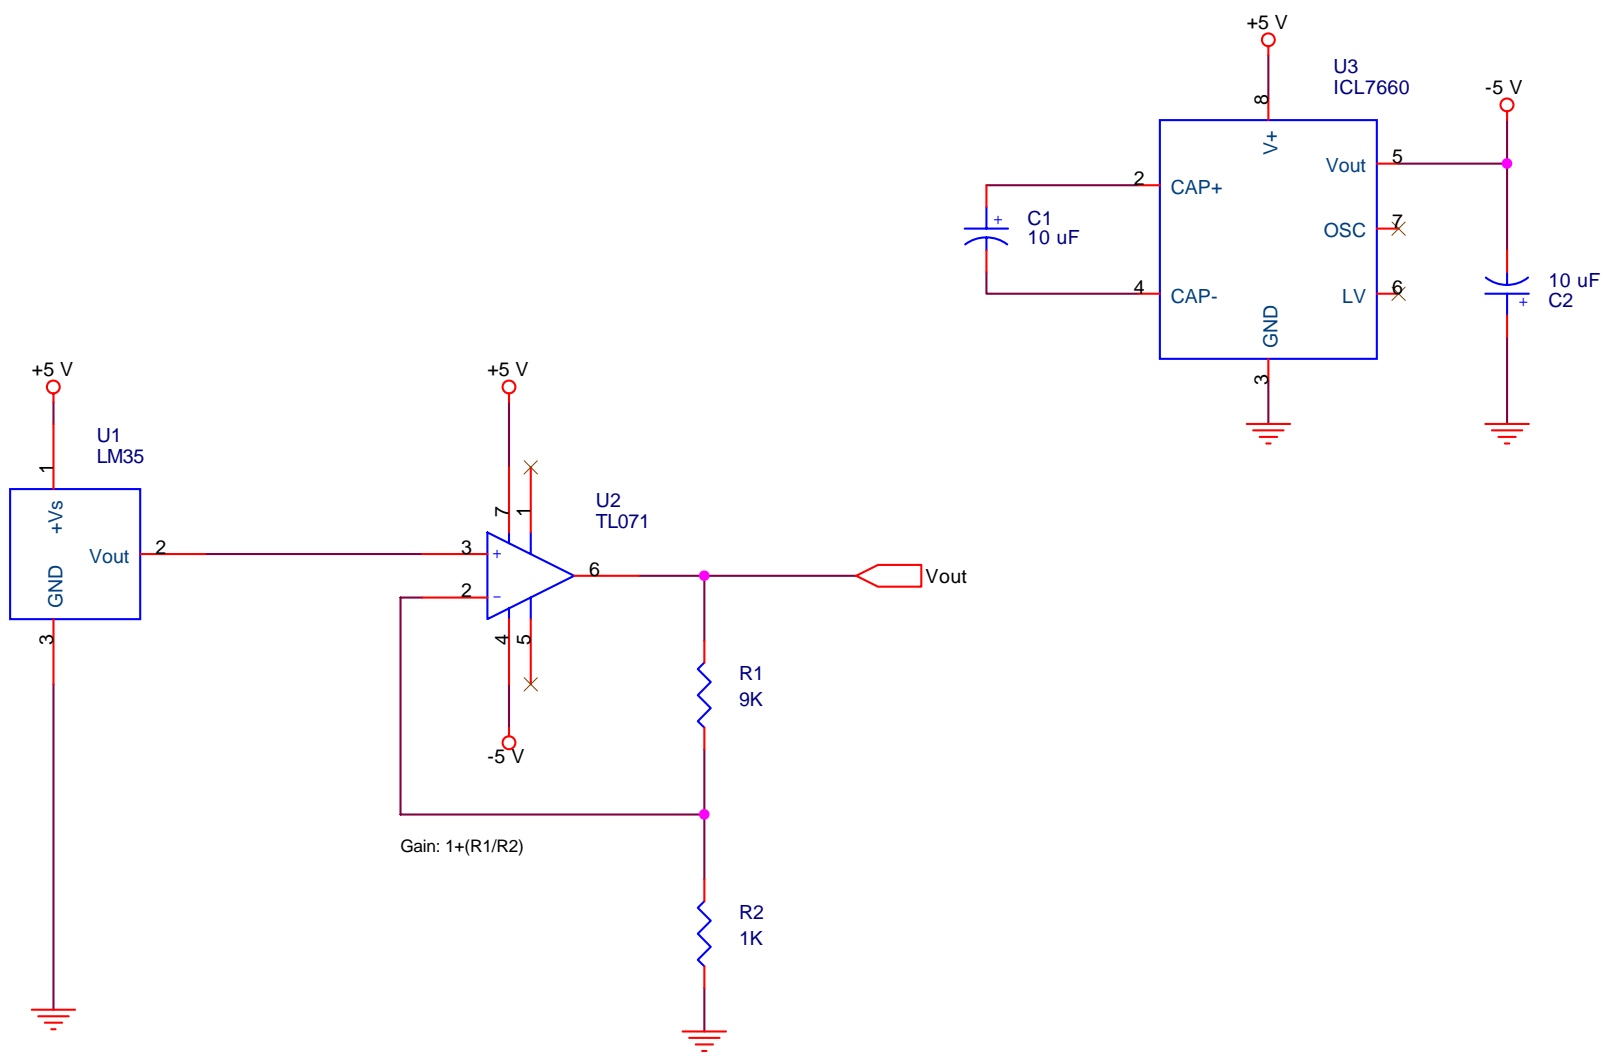 +5 V
U3
ICL7660
8
V+
-5 V
Vout
5
2
CAP+
+
C1
10 uF
OSC
7
4
CAP-
LV
6
10 uF
C2
+
GND
3
+5 V
U1
LM35
1
+Vs
Vout
2
GND
3
+5 V
U2
TL071
7
1
3
+
2
−
6
4
5
-5 V
Vout
R1
9K
Gain: 1+(R1/R2)
R2
1K